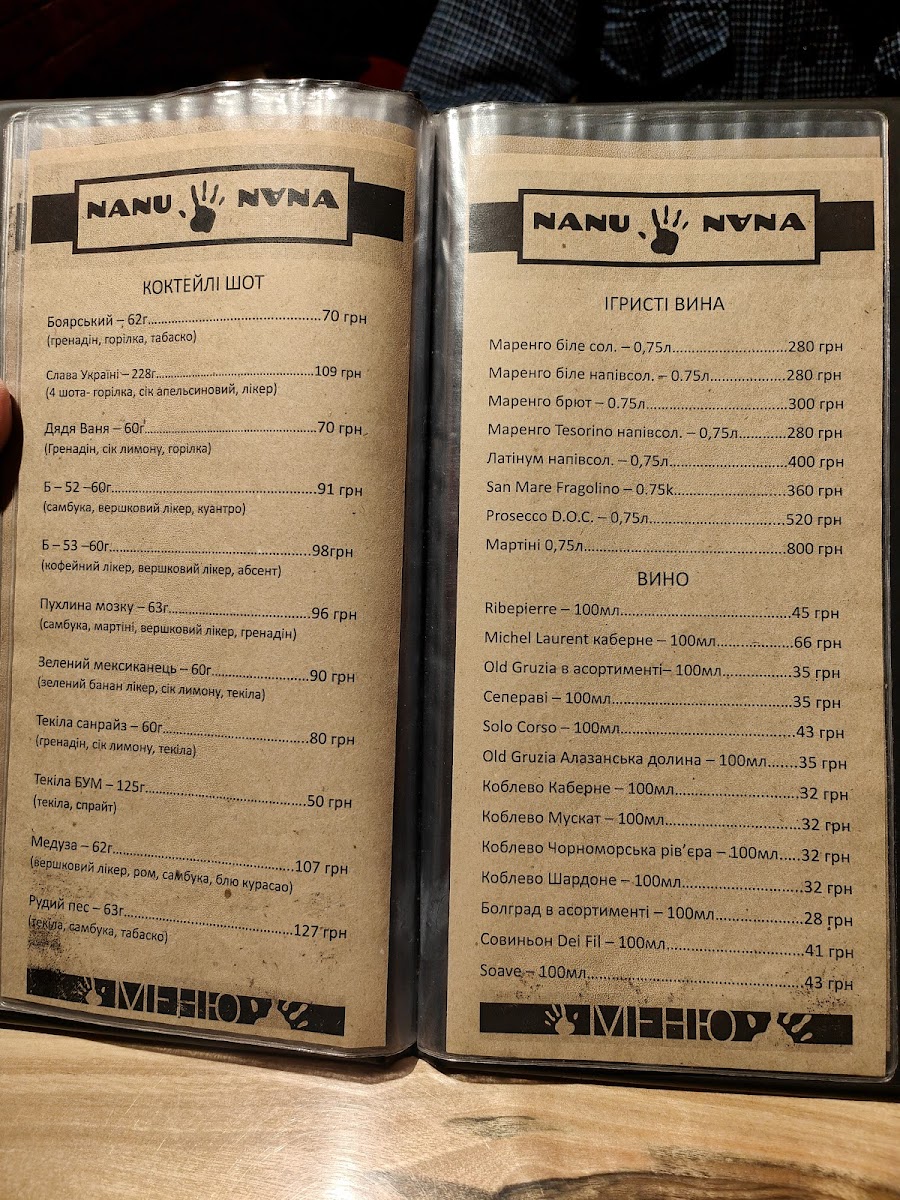 NANU NANA
КОКТЕЙЛІ ШОТ
Боярський – 62г.....70 грн
(гренадін, горілка, табаско)
Слава Україні – 228г.....109 грн
(4 шота- горілка, сік апельсиновий, лікер)
Дядя Ваня – 60г.....70 грн
(Гренадін, сік лимону, горілка)
Б – 52 –60г.....91 грн
(самбука, вершковий лікер, куантро)
Б – 53 –60г.....98грн
(кофейний лікер, вершковий лікер, абсент)
Пухлина мозку – 63г.....96 грн
(самбука, мартіні, вершковий лікер, гренадін)
Зелений мексиканець – 60г.....90 грн
(зелений банан лікер, сік лимону, текіла)
Текіла санрайз – 60г.....80 грн
(гренадін, сік лимону, текіла)
Текіла БУМ – 125г.....50 грн
(текіла, спрайт)
Медуза – 62г.....107 грн
(вершковий лікер, ром, самбука, блю курасао)
Рудий пес – 63г.....127 грн
(текіла, самбука, табаско)
МЕНЮ
NANU NANA
ІГРИСТІ ВИНА
Маренго біле сол. – 0,75л.....280 грн
Маренго біле напівсол. – 0.75л.....280 грн
Маренго брют – 0.75л.....300 грн
Маренго Tesorino напівсол. – 0,75л.....280 грн
Латінум напівсол. – 0,75л.....400 грн
San Mare Fragolino – 0.75k.....360 грн
Prosecco D.O.C. – 0,75л.....520 грн
Мартіні 0,75л.....800 грн
ВИНО
Ribepierre – 100мл.....45 грн
Michel Laurent каберне – 100мл.....66 грн
Old Gruzia в асортименті– 100мл.....35 грн
Сепераві – 100мл.....35 грн
Solo Corso – 100мл.....43 грн
Old Gruzia Алазанська долина – 100мл.....35 грн
Коблево Каберне – 100мл.....32 грн
Коблево Мускат – 100мл.....32 грн
Коблево Чорноморська рів’єра – 100мл.....32 грн
Коблево Шардоне – 100мл.....32 грн
Болград в асортименті – 100мл.....28 грн
Совиньон Dei Fil – 100мл.....41 грн
Soave – 100мл.....43 грн
МЕНЮ